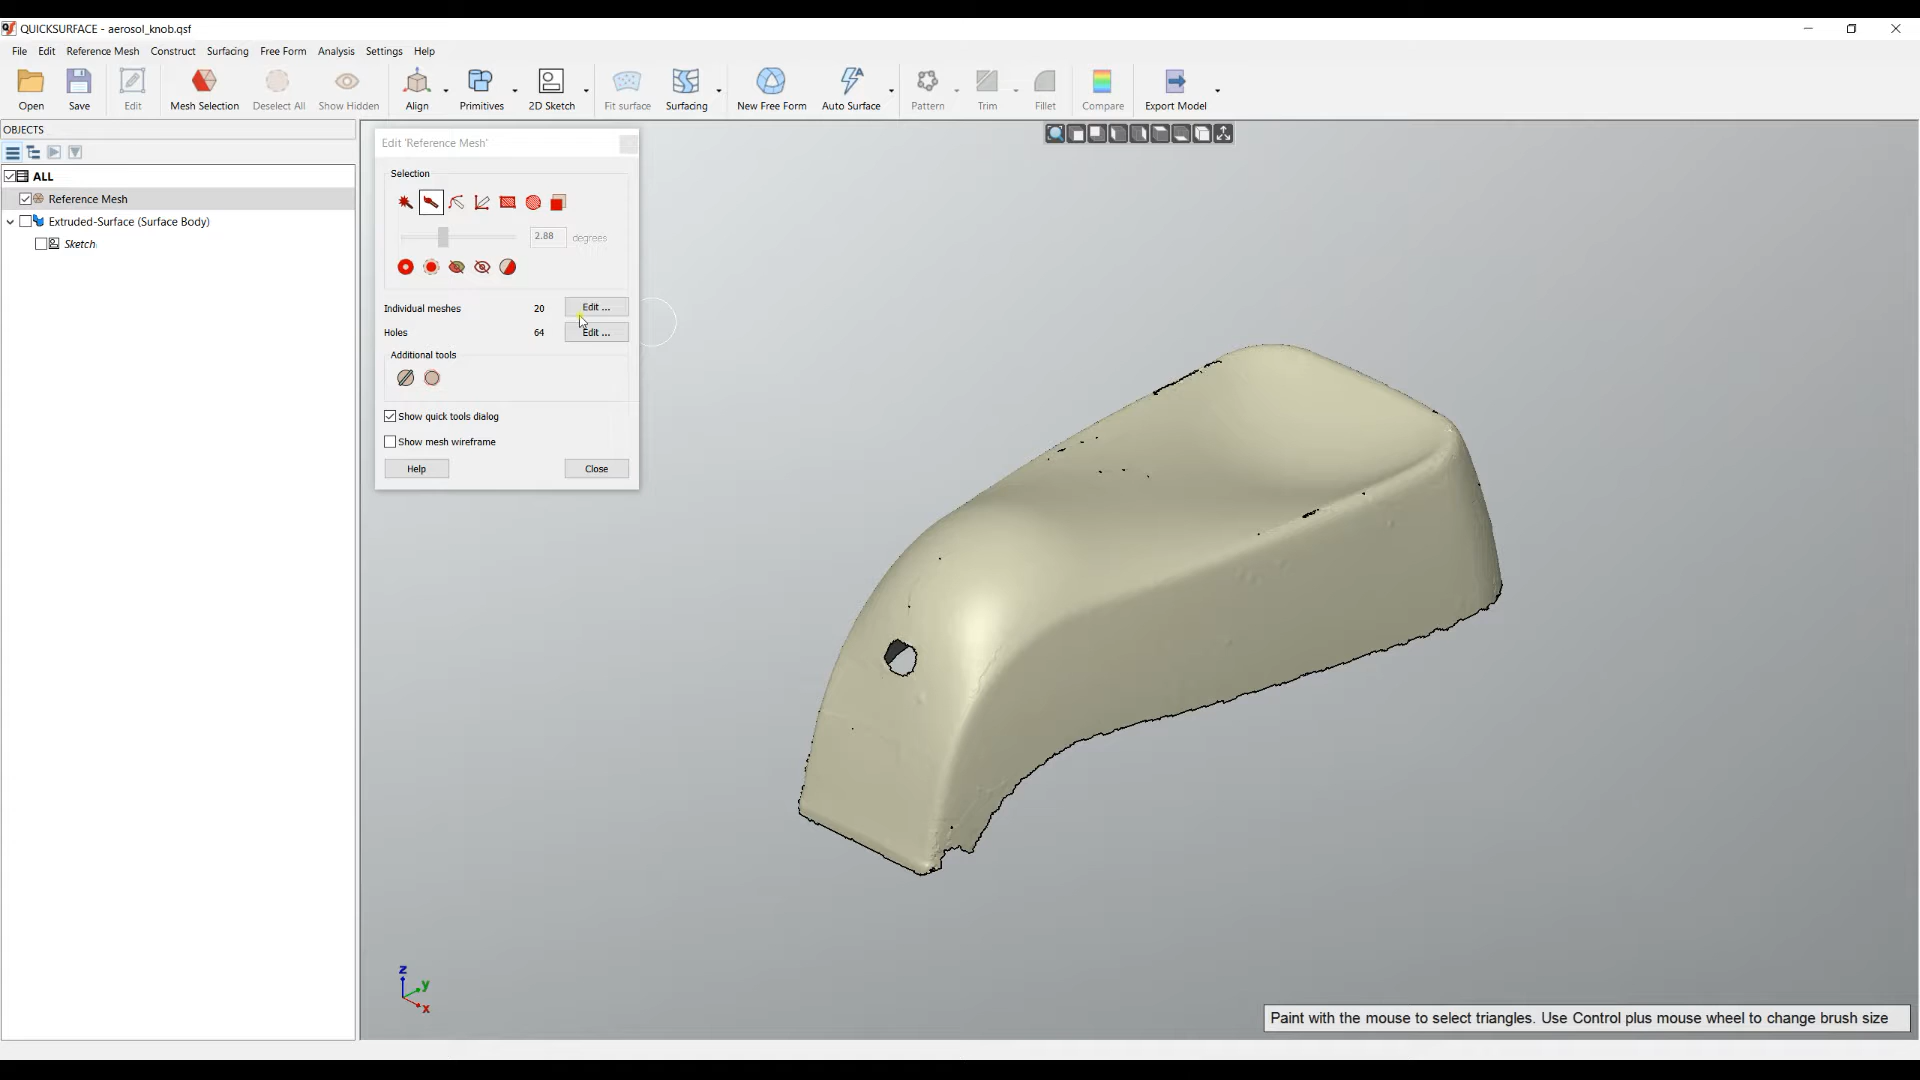 QUICKSURFACE - aerosol_knob.qsf
File Edit Reference Mesh Construct Surfacing Free Form Analysis Settings Help
Open Save Edit Mesh Selection Deselect All Show Hidden Align Primitives 2D Sketch Fit surface Surfacing New Free Form Auto Surface Pattern Trim Fillet Compare Export Model
OBJECTS
ALL
Reference Mesh
Extruded-Surface (Surface Body)
Sketch
Edit 'Reference Mesh'
Selection
2.88 degrees
Individual meshes 20 Edit ...
Holes 64 Edit ...
Additional tools
Show quick tools dialog
Show mesh wireframe
Help Close
z
y
x
Paint with the mouse to select triangles. Use Control plus mouse wheel to change brush size